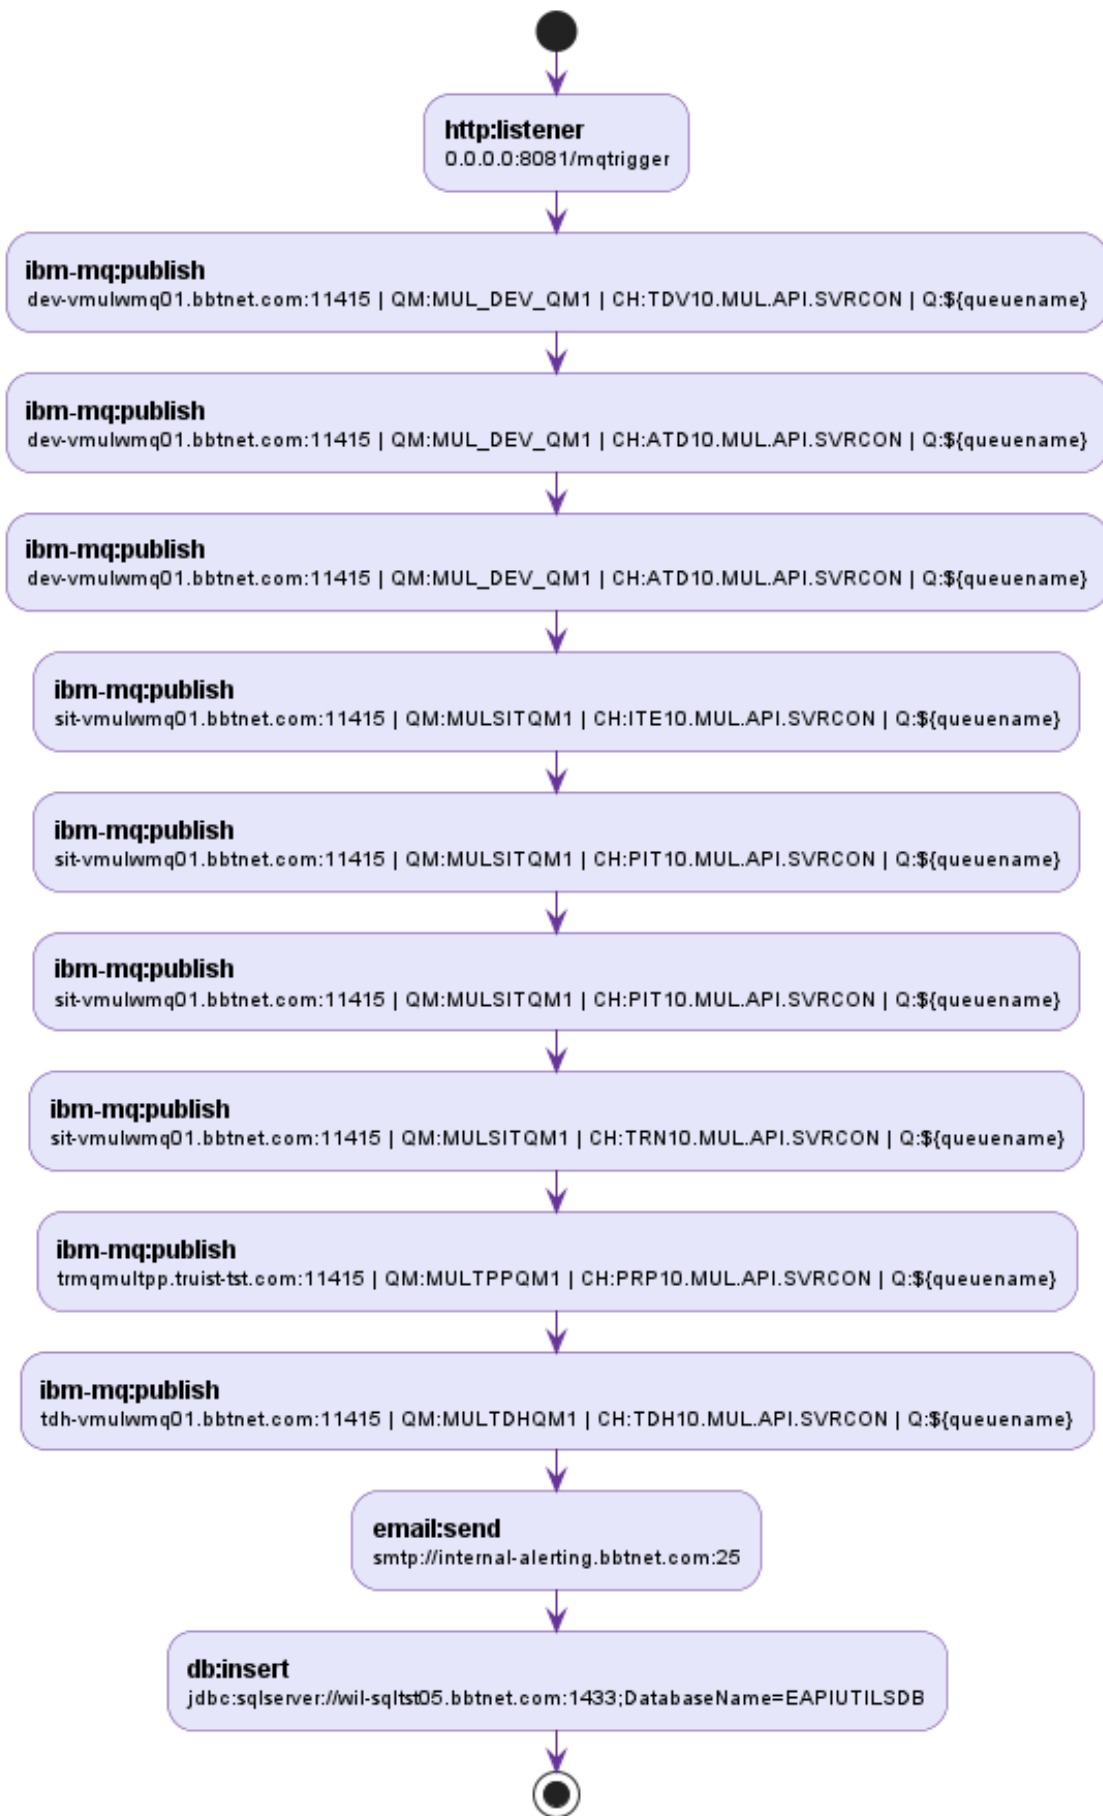 http:listener
0.0.0.0:8081/mqtrigger
ibm-mq:publish
dev-vmulwmq01.bbtnet.com:11415 | QM:MUL_DEV_QM1 | CH:TDV10.MUL.API.SVRCON | Q:${queuename}
ibm-mq:publish
dev-vmulwmq01.bbtnet.com:11415 | QM:MUL_DEV_QM1 | CH:ATD10.MUL.API.SVRCON | Q:${queuename}
ibm-mq:publish
dev-vmulwmq01.bbtnet.com:11415 | QM:MUL_DEV_QM1 | CH:ATD10.MUL.API.SVRCON | Q:${queuename}
ibm-mq:publish
sit-vmulwmq01.bbtnet.com:11415 | QM:MULSITQM1 | CH:ITE10.MUL.API.SVRCON | Q:${queuename}
ibm-mq:publish
sit-vmulwmq01.bbtnet.com:11415 | QM:MULSITQM1 | CH:PIT10.MUL.API.SVRCON | Q:${queuename}
ibm-mq:publish
sit-vmulwmq01.bbtnet.com:11415 | QM:MULSITQM1 | CH:PIT10.MUL.API.SVRCON | Q:${queuename}
ibm-mq:publish
sit-vmulwmq01.bbtnet.com:11415 | QM:MULSITQM1 | CH:TRN10.MUL.API.SVRCON | Q:${queuename}
ibm-mq:publish
trmqmultpp.truist-tst.com:11415 | QM:MULTPPQM1 | CH:PRP10.MUL.API.SVRCON | Q:${queuename}
ibm-mq:publish
tdh-vmulwmq01.bbtnet.com:11415 | QM:MULTDHQM1 | CH:TDH10.MUL.API.SVRCON | Q:${queuename}
email:send
smtp://internal-alerting.bbtnet.com:25
db:insert
jdbc:sqlserver://wil-sqltst05.bbtnet.com:1433;DatabaseName=EAPIUTILSDB